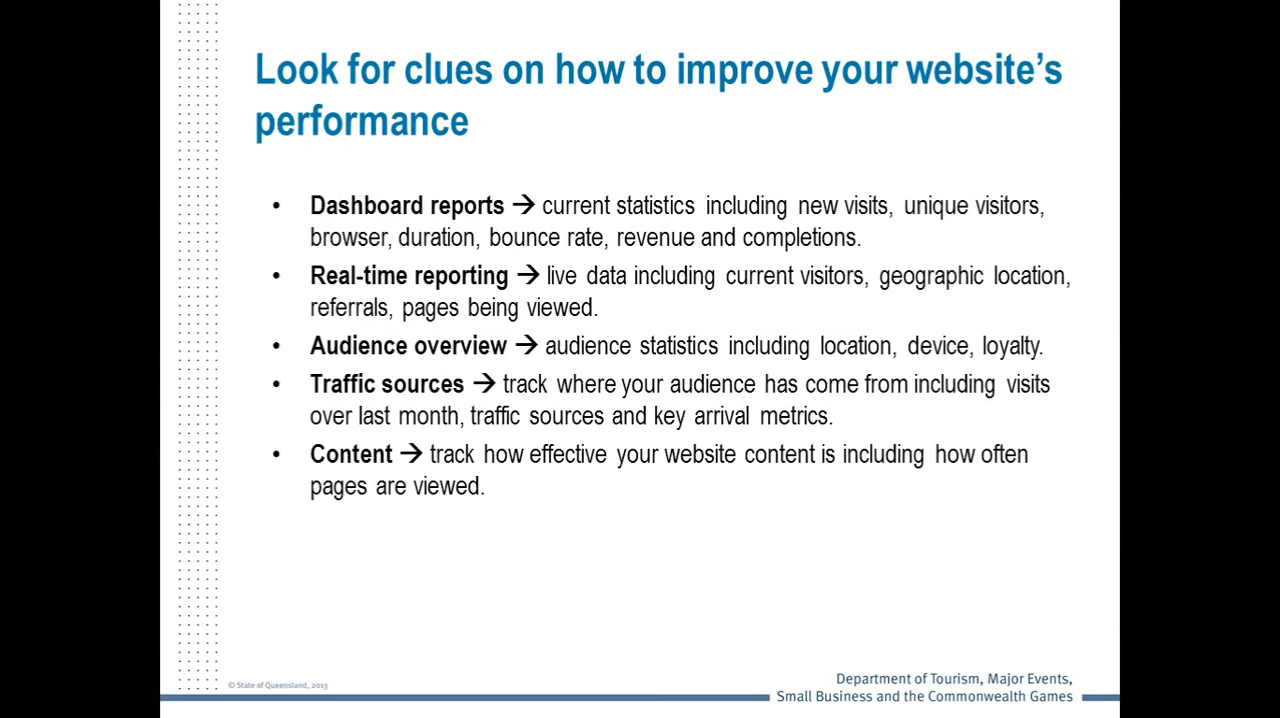 Look for clues on how to improve your website’s
performance
• Dashboard reports → current statistics including new visits, unique visitors,
browser, duration, bounce rate, revenue and completions.
• Real-time reporting → live data including current visitors, geographic location,
referrals, pages being viewed.
• Audience overview → audience statistics including location, device, loyalty.
• Traffic sources → track where your audience has come from including visits
over last month, traffic sources and key arrival metrics.
• Content → track how effective your website content is including how often
pages are viewed.
© State of Queensland, 2013
Department of Tourism, Major Events,
Small Business and the Commonwealth Games